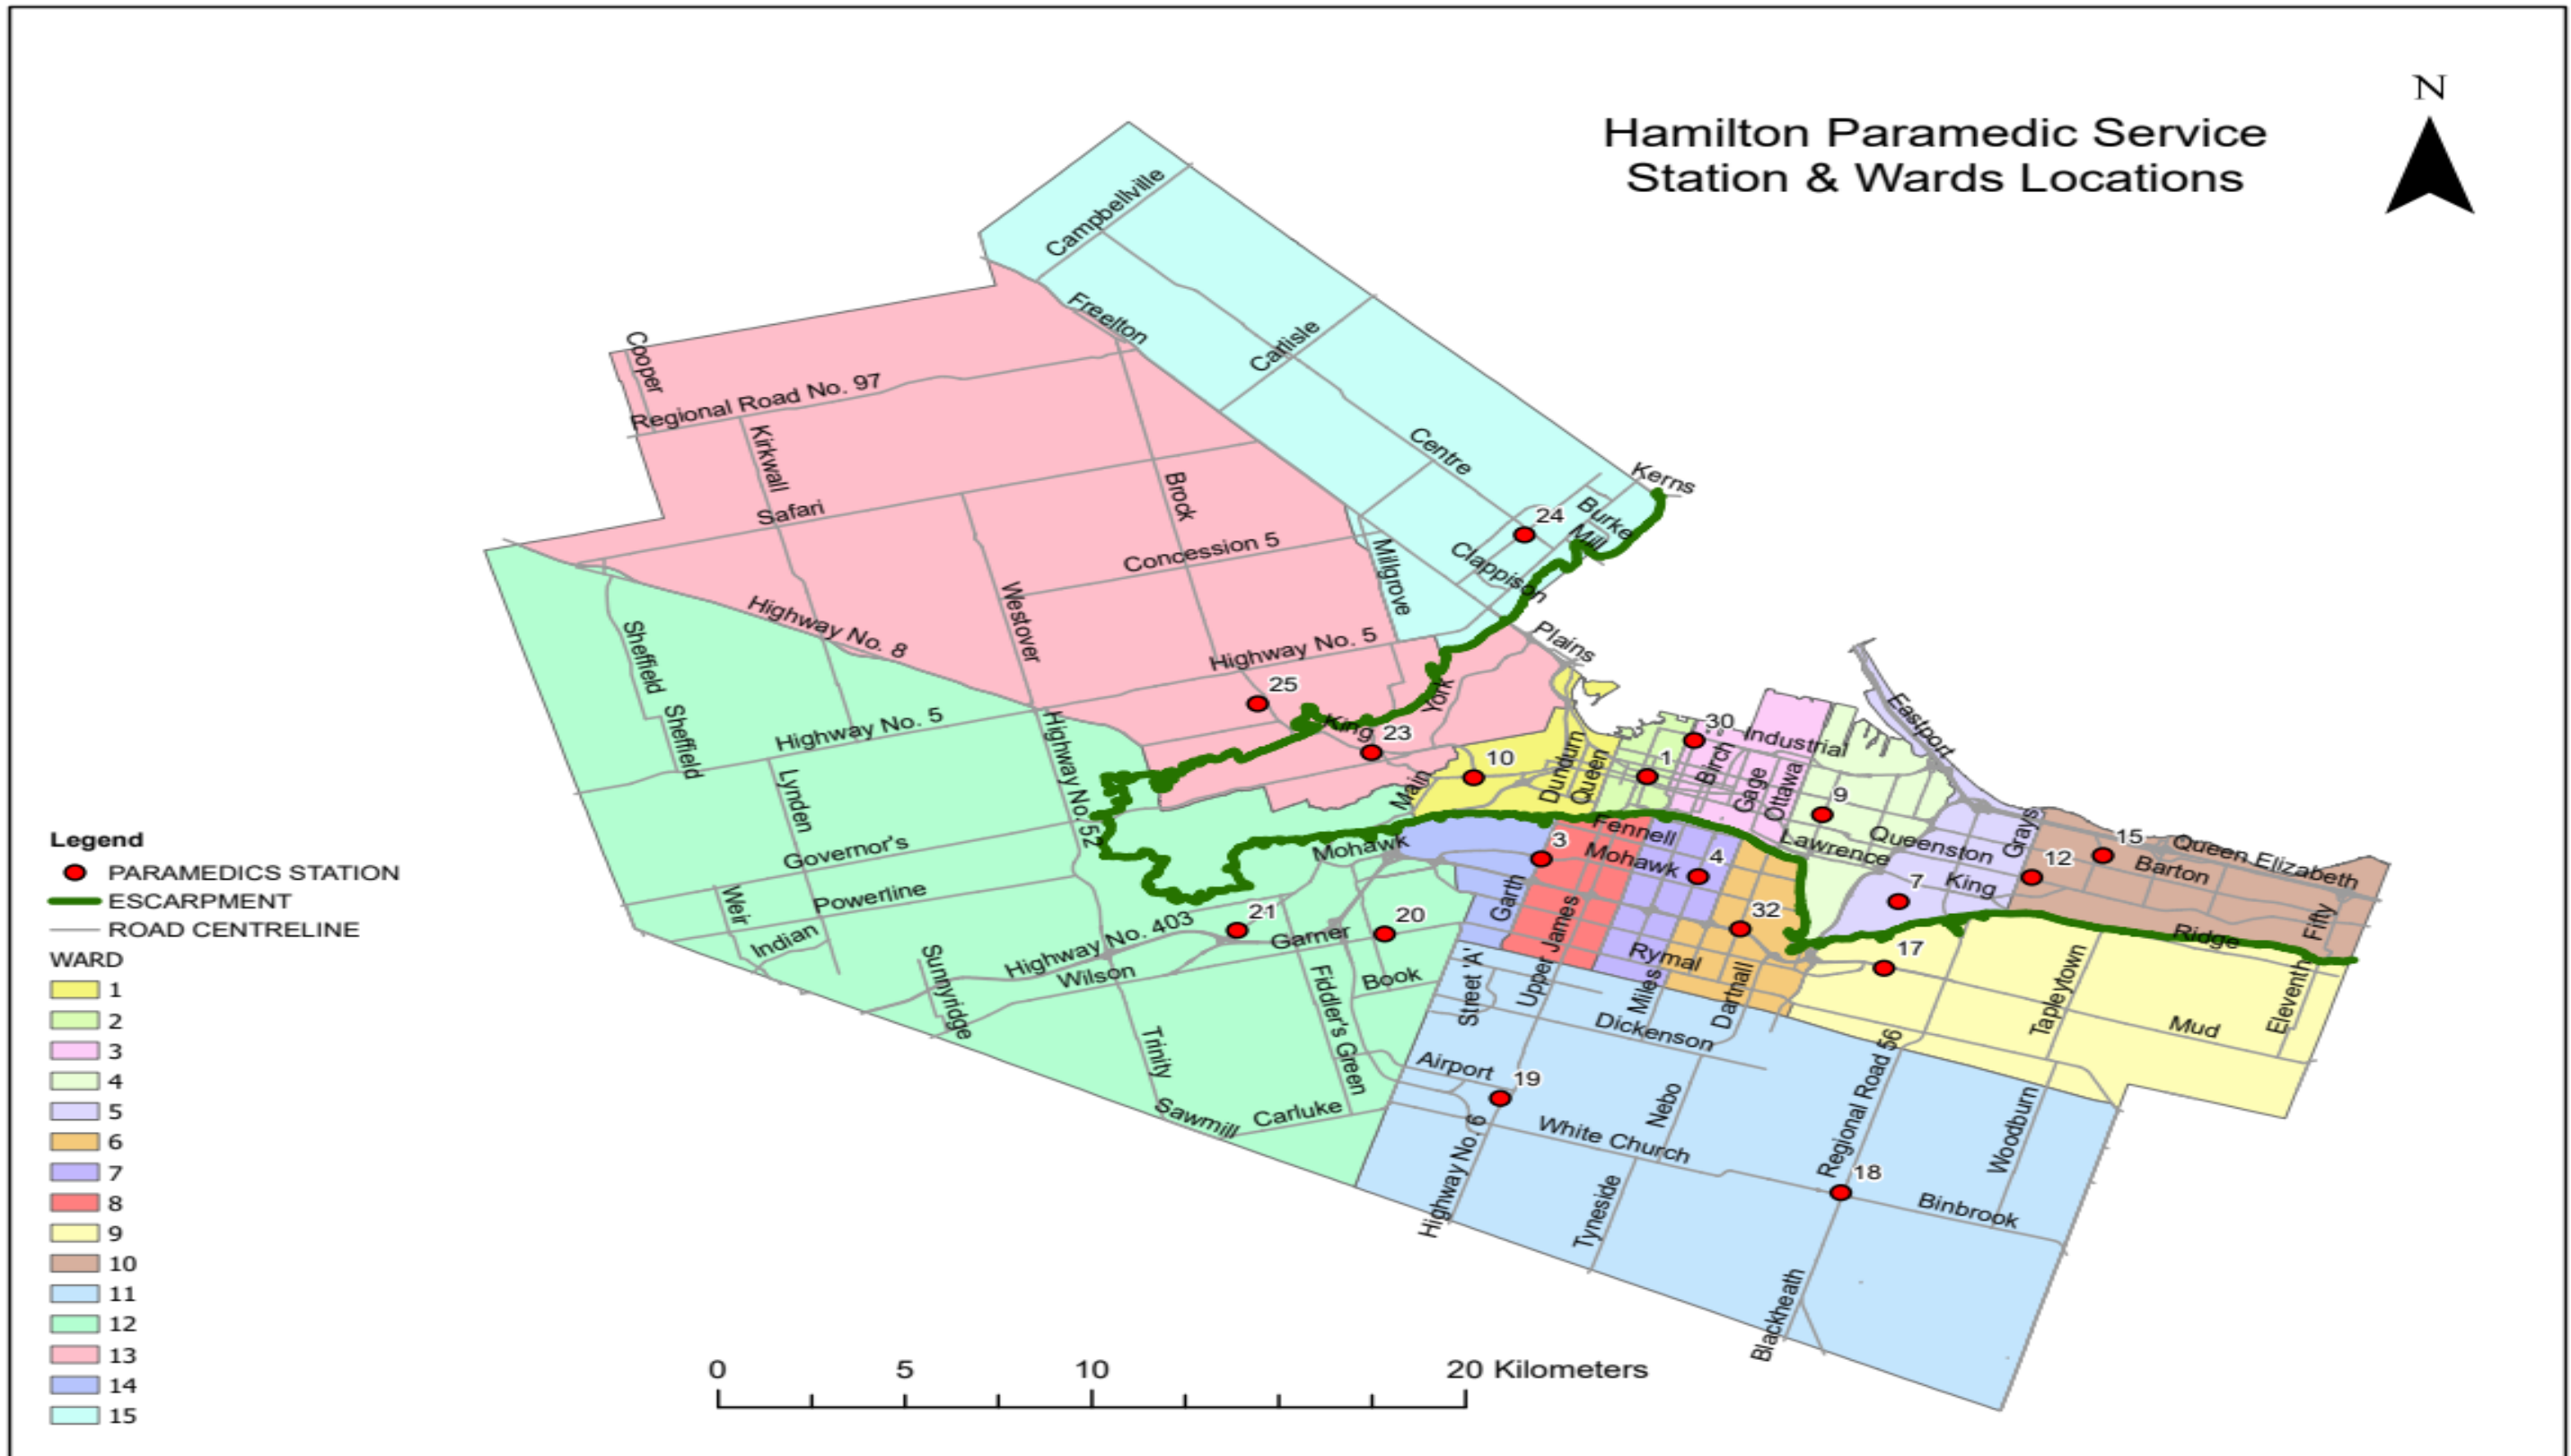 N
Hamilton Paramedic Service
Station & Wards Locations
Campbellville
Freelton
Carlisle
Cooper
Regional Road No. 97
Kirkwall
Centre
Kerns
Brock
Safari
24
Burke
Mill
Concession 5
Clappison
Millgrove
Westover
Highway No. 8
Sheffield
Plains
Highway No. 5
25
York
Eastport
Sheffield
Highway No. 5
Highway No. 52
King
23
30
Industrial
Birch
10
Dundurn
Queen
1
Gage
Ottawa
Main
Lynden
9
Grays
Fennell
Lawrence
Queenston
15
Queen Elizabeth
Governor's
Mohawk
3
Mohawk
4
12
Barton
7
King
Weir
Powerline
Garth
21
20
32
Fifty
Indian
Highway No. 403
Garner
Upper James
Ridge
17
Sunnyridge
Wilson
Fiddler's Green
Book
Street 'A'
Rymal
Miles
Dartnall
Tapleytown
Eleventh
Mud
Dickenson
Trinity
Airport
19
Regional Road 56
Nebo
Woodburn
Sawmill
Carluke
White Church
Highway No. 6
18
Binbrook
Tyneside
Blackheath
Legend
PARAMEDICS STATION
ESCARPMENT
ROAD CENTRELINE
WARD
1
2
3
4
5
6
7
8
9
10
11
12
13
14
15
0 5 10 20 Kilometers